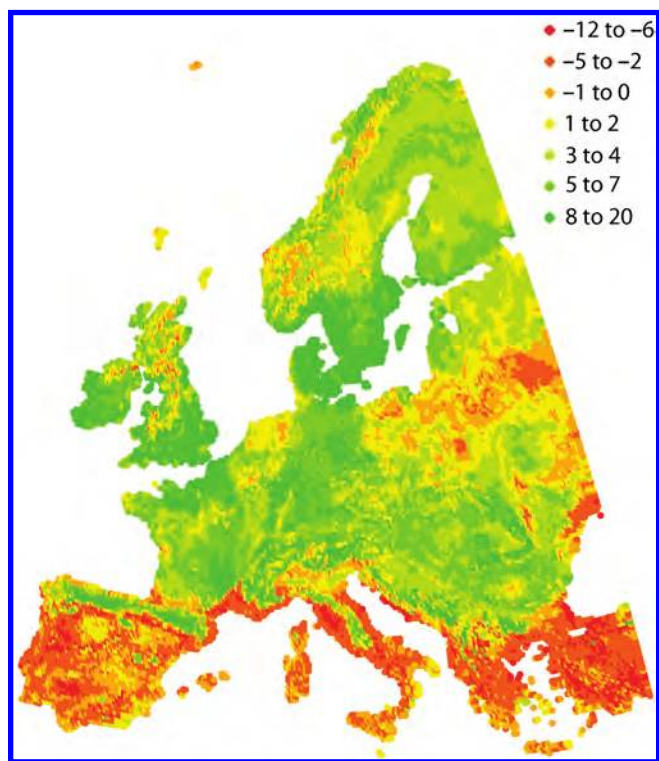 –12 to –6
–5 to –2
–1 to 0
1 to 2
3 to 4
5 to 7
8 to 20